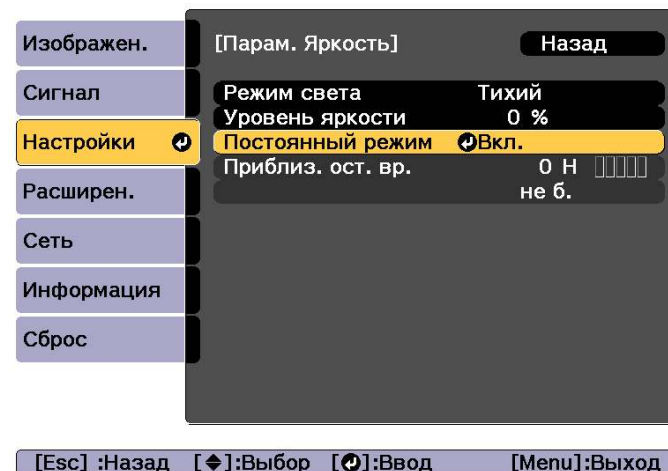 Изображен.
Сигнал
Настройки
Расширен.
Сеть
Информация
Сброс
[Парам. Яркость] Назад
Режим света Тихий
Уровень яркости 0 %
Постоянный режим Вкл.
Приблиз. ост. вр. 0 H
не б.
[Esc] :Назад [◆]:Выбор [⏎]:Ввод [Menu]:Выход